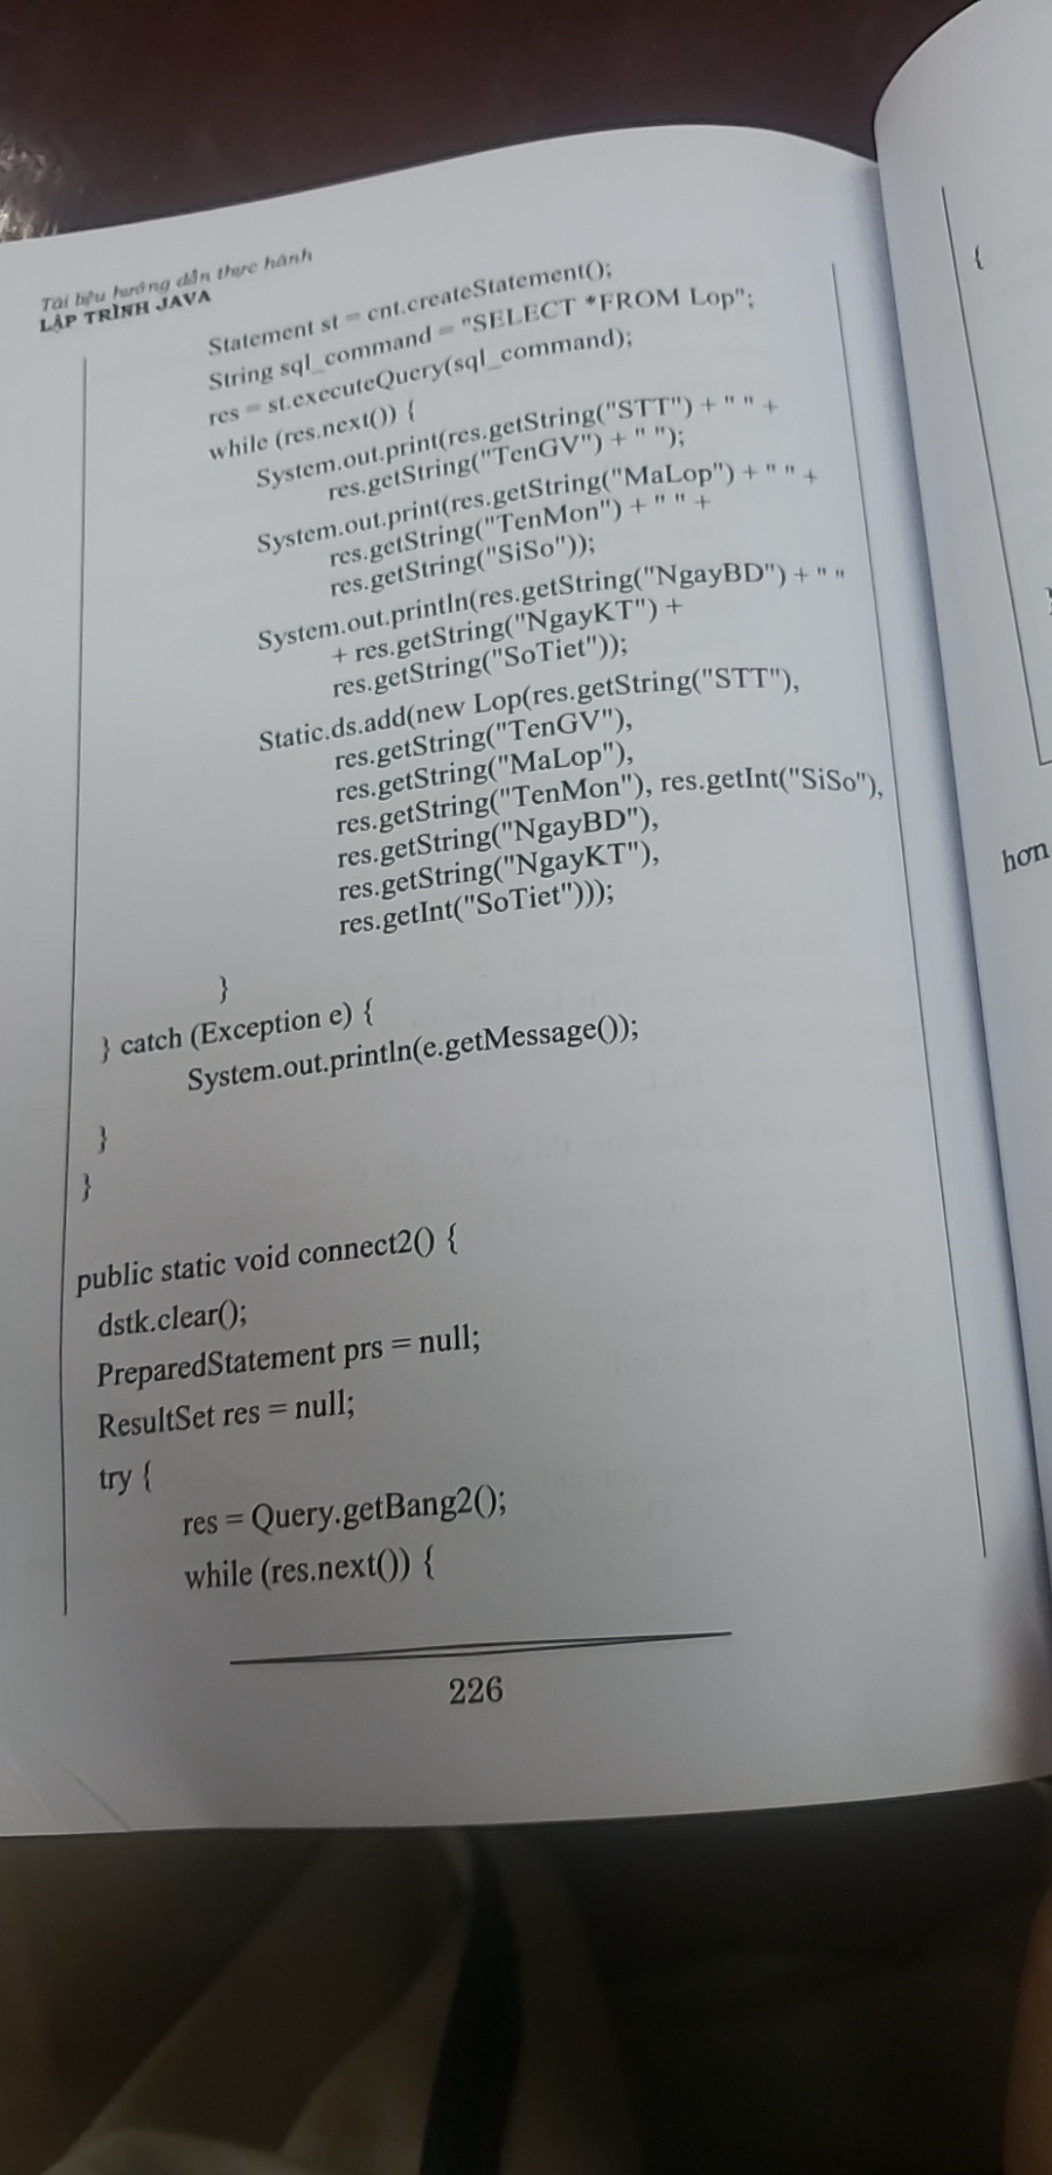 Tài liệu hướng dẫn thực hành
LẬP TRÌNH JAVA
Statement st = cnt.createStatement();
String sql_command = "SELECT *FROM Lop";
res = st.executeQuery(sql_command);
while (res.next()) {
System.out.print(res.getString("STT") + " " +
res.getString("TenGV") + " ");
System.out.print(res.getString("MaLop") + " " +
res.getString("TenMon") + " " +
res.getString("SiSo"));
System.out.println(res.getString("NgayBD") + " "
+ res.getString("NgayKT") +
res.getString("SoTiet"));
Static.ds.add(new Lop(res.getString("STT"),
res.getString("TenGV"),
res.getString("MaLop"),
res.getString("TenMon"), res.getInt("SiSo"),
res.getString("NgayBD"),
res.getString("NgayKT"),
res.getInt("SoTiet")));
}
} catch (Exception e) {
System.out.println(e.getMessage());
}
}
public static void connect2() {
dstk.clear();
PreparedStatement prs = null;
ResultSet res = null;
try {
res = Query.getBang2();
while (res.next()) {
226
{
hơn